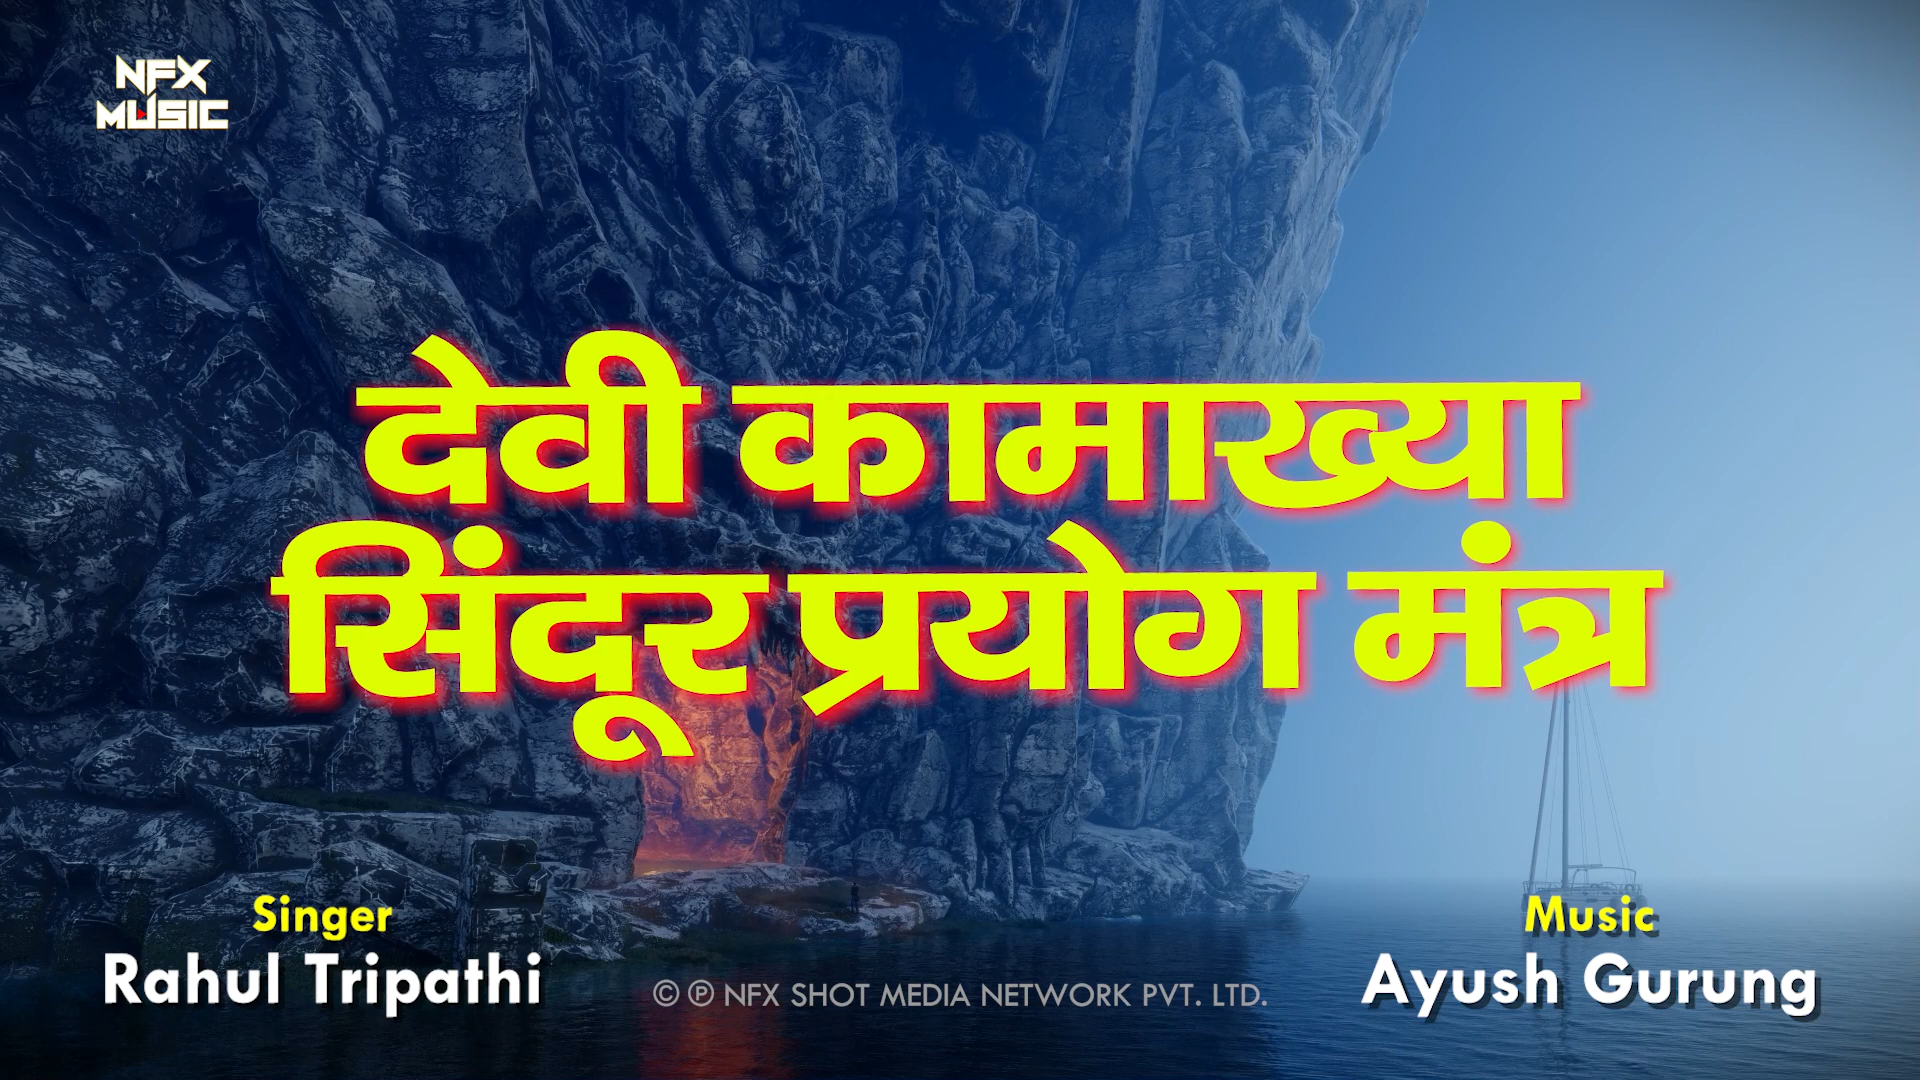 NFX
MUSIC
देवी कामाख्या
सिंदूर प्रयोग मंत्र
Singer
Rahul Tripathi
© ℗ NFX SHOT MEDIA NETWORK PVT. LTD.
Music
Ayush Gurung